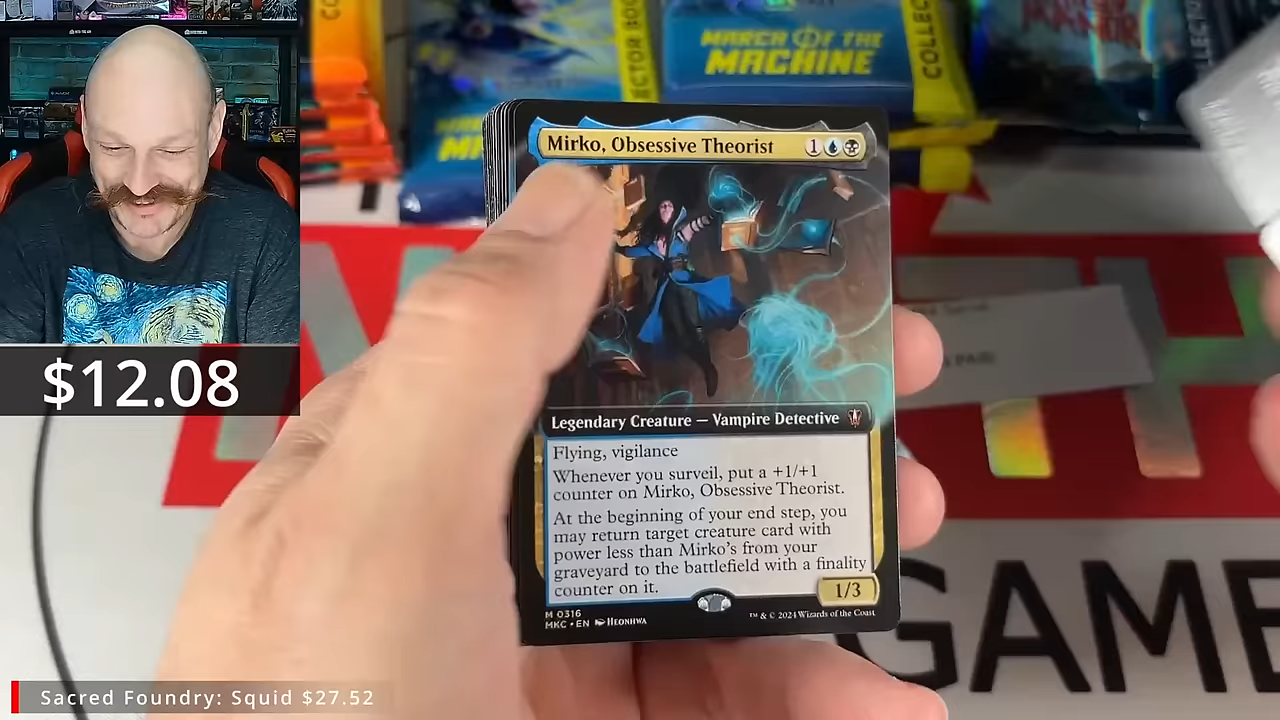 MARCH OF THE
MACHINE
COLLEC
Mirko, Obsessive Theorist 1
$12.08
Legendary Creature — Vampire Detective
Flying, vigilance
Whenever you surveil, put a +1/+1
counter on Mirko, Obsessive Theorist.
At the beginning of your end step, you
may return target creature card with
power less than Mirko's from your
graveyard to the battlefield with a finality
counter on it.
1/3
M 0316
MKC • EN HEONHWA
™ & © 2024 Wizards of the Coast
GAME
Sacred Foundry: Squid $27.52